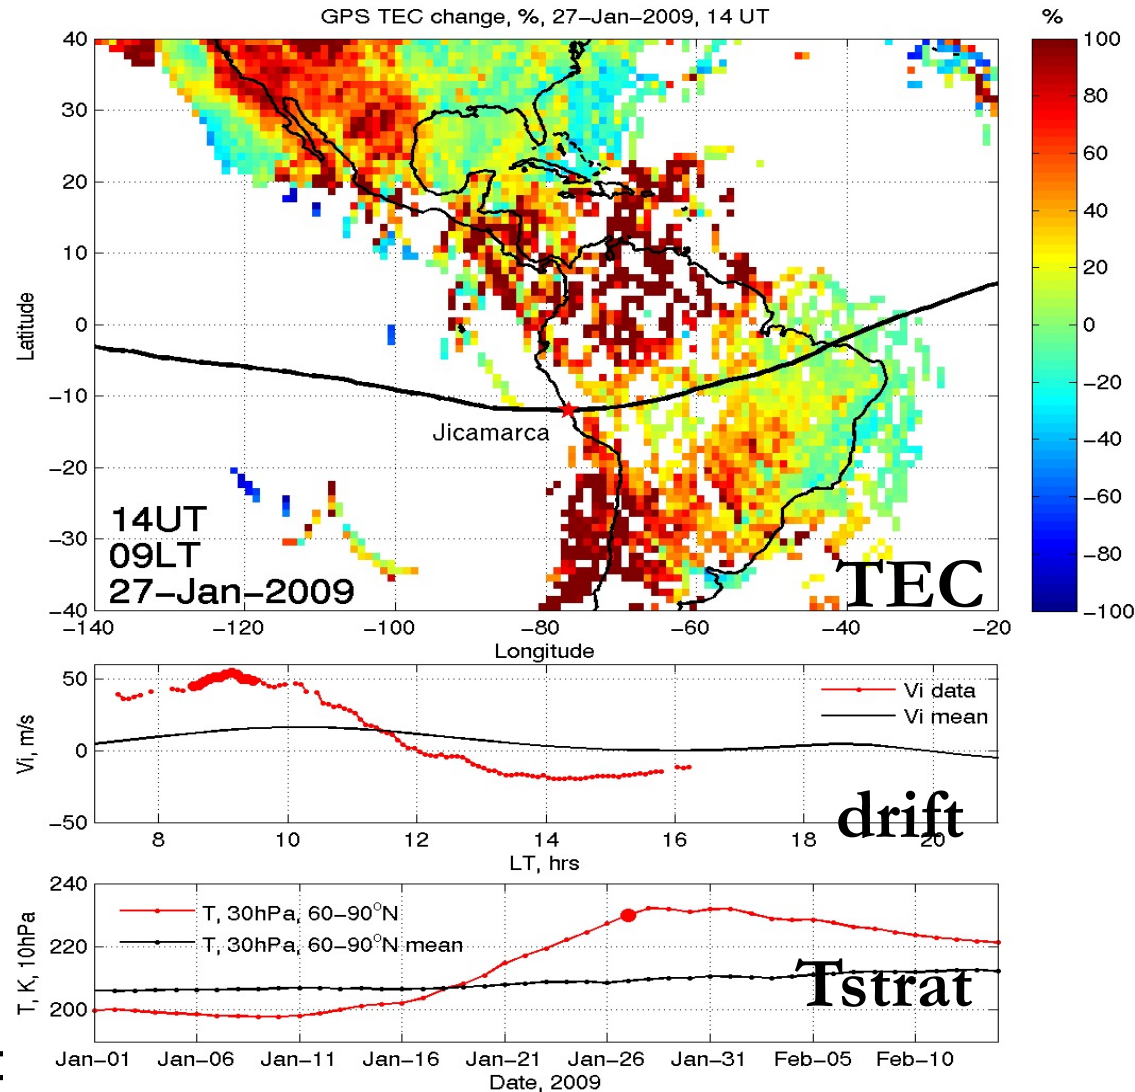 GPS TEC change, %, 27-Jan-2009, 14 UT
%
40
30
20
10
0
-10
-20
-30
-40
Latitude
100
80
60
40
20
0
-20
-40
-60
-80
-100
Jicamarca
14UT
09LT
27-Jan-2009
TEC
-140 -120 -100 -80 -60 -40 -20
Longitude
50
0
-50
Vi, m/s
Vi data
Vi mean
drift
8 10 12 14 16 18 20
LT, hrs
240
220
200
T, K, 10hPa
T, 30hPa, 60-90°N
T, 30hPa, 60-90°N mean
Tstrat
Jan-01 Jan-06 Jan-11 Jan-16 Jan-21 Jan-26 Jan-31 Feb-05 Feb-10
Date, 2009